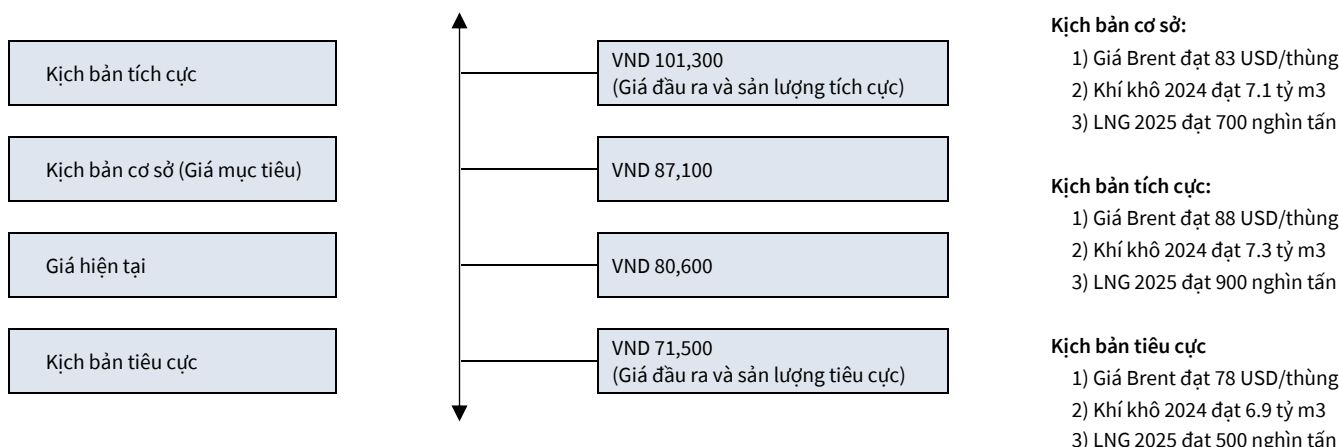 Kịch bản tích cực
VND 101,300
(Giá đầu ra và sản lượng tích cực)
Kịch bản cơ sở (Giá mục tiêu)
VND 87,100
Giá hiện tại
VND 80,600
Kịch bản tiêu cực
VND 71,500
(Giá đầu ra và sản lượng tiêu cực)
Kịch bản cơ sở:
1) Giá Brent đạt 83 USD/thùng
2) Khí khô 2024 đạt 7.1 tỷ m3
3) LNG 2025 đạt 700 nghìn tấn
Kịch bản tích cực:
1) Giá Brent đạt 88 USD/thùng
2) Khí khô 2024 đạt 7.3 tỷ m3
3) LNG 2025 đạt 900 nghìn tấn
Kịch bản tiêu cực
1) Giá Brent đạt 78 USD/thùng
2) Khí khô 2024 đạt 6.9 tỷ m3
3) LNG 2025 đạt 500 nghìn tấn